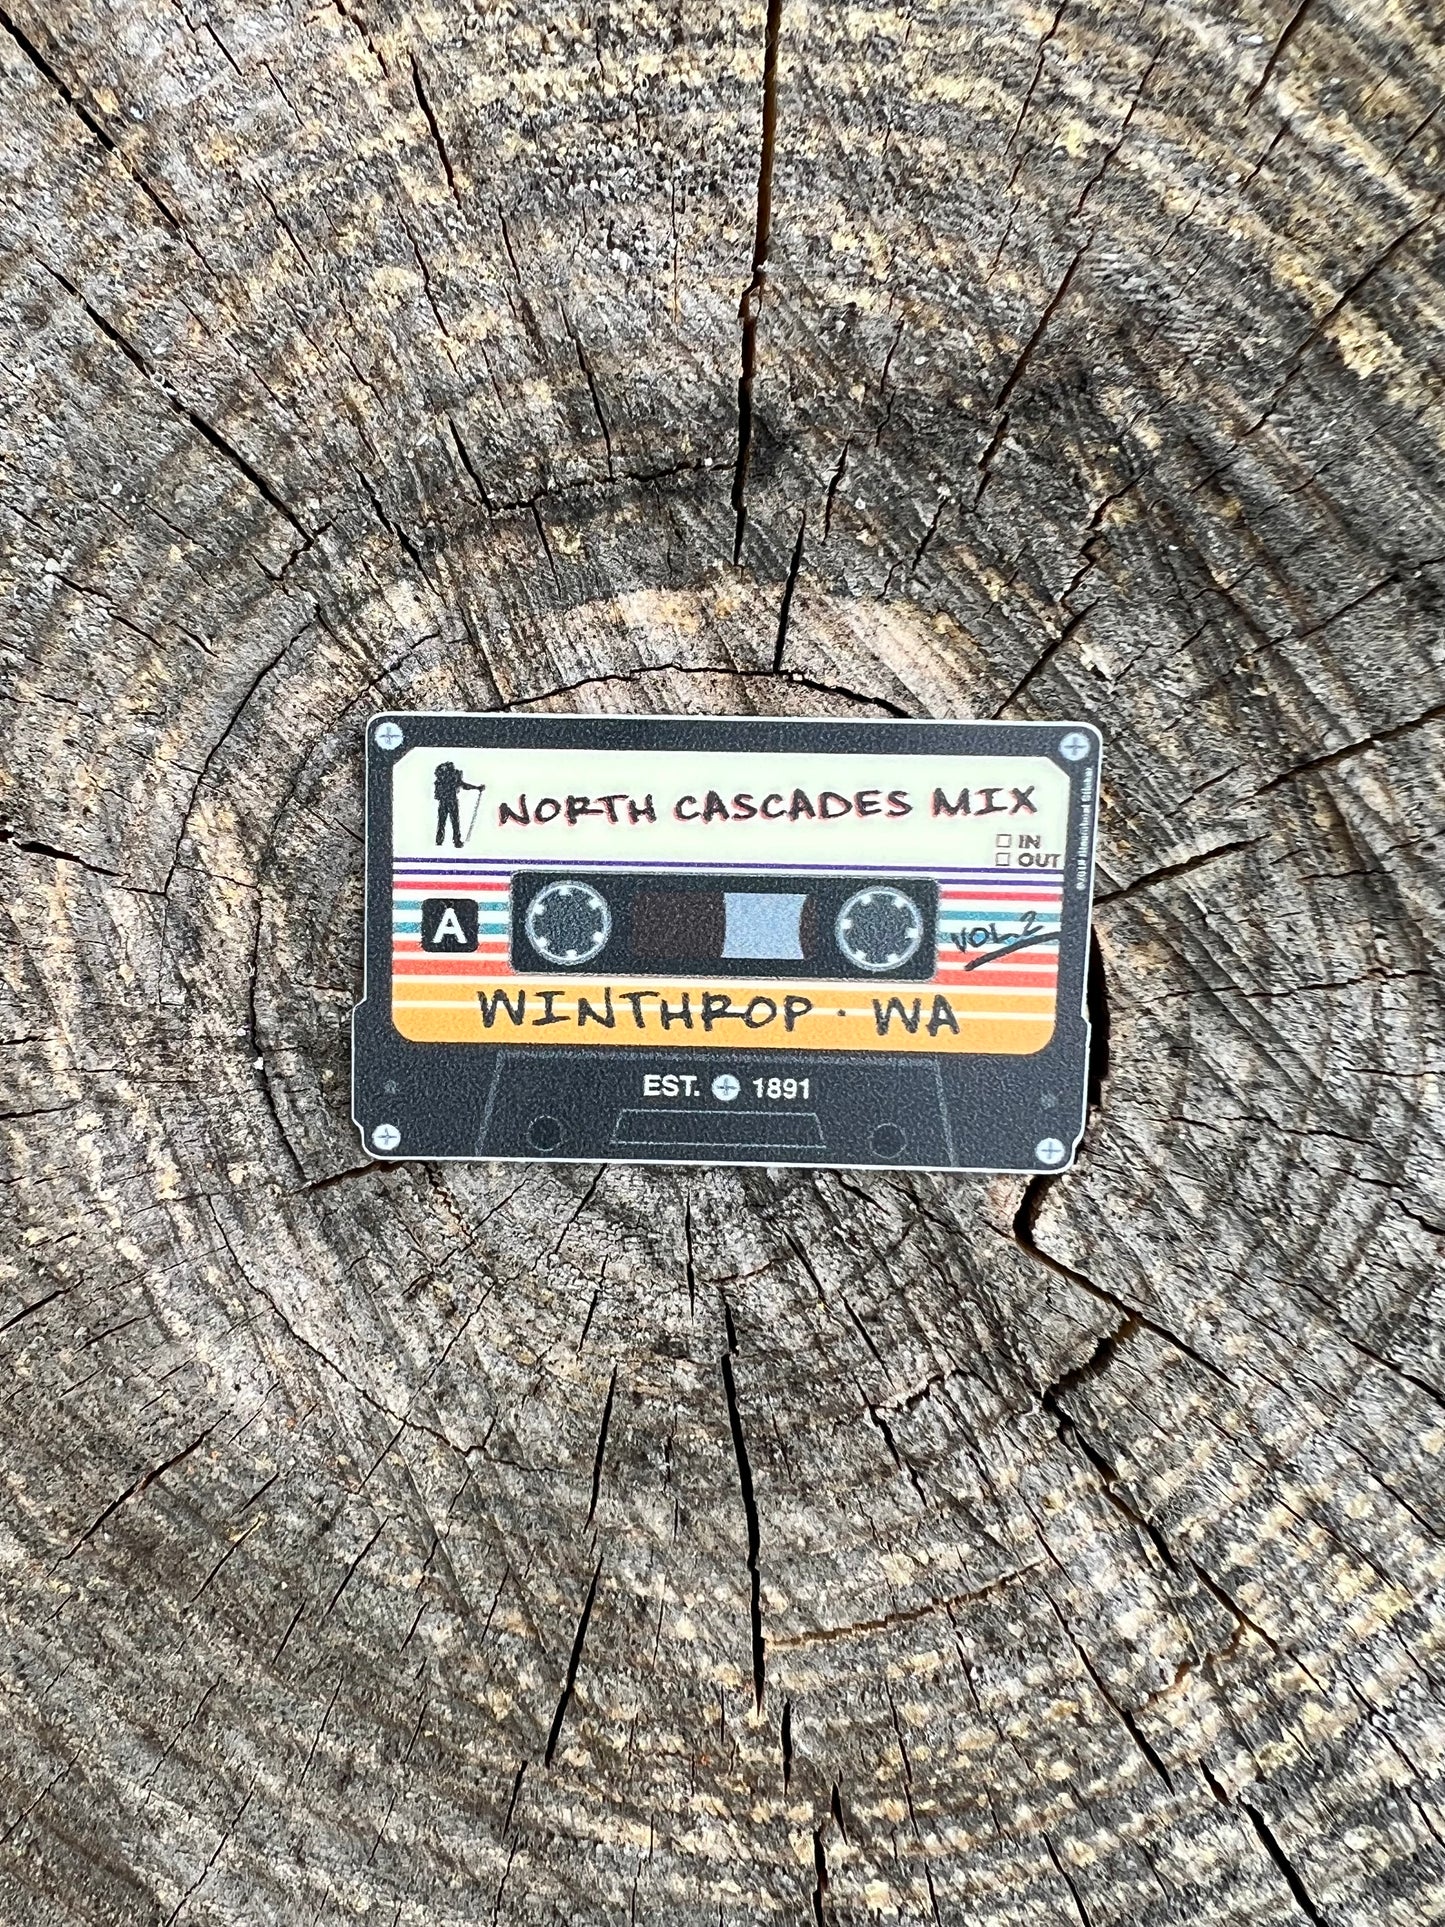 NORTH CASCADES MIX
IN
OUT
A
VOL. 2
WINTHROP · WA
EST. 1891